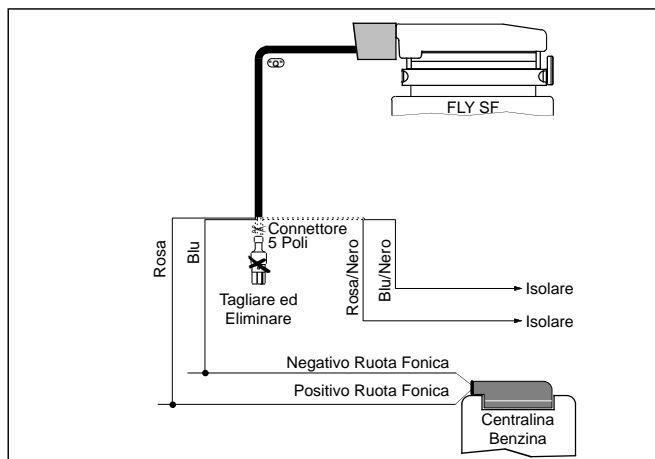 FLY SF
Rosa
Blu
Connettore
5 Poli
Rosa/Nero
Blu/Nero
Tagliare ed
Eliminare
Isolare
Isolare
Negativo Ruota Fonica
Positivo Ruota Fonica
Centralina
Benzina